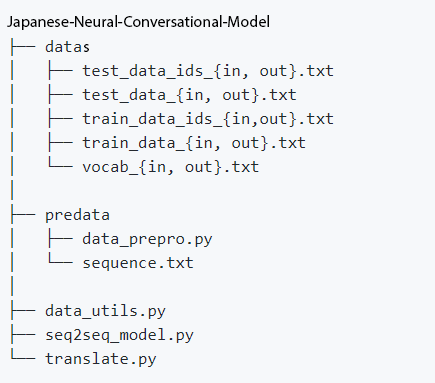 Japanese-Neural-Conversational-Model
├── datas
│   ├── test_data_ids_{in, out}.txt
│   ├── test_data_{in, out}.txt
│   ├── train_data_ids_{in,out}.txt
│   ├── train_data_{in, out}.txt
│   └── vocab_{in, out}.txt
│
├── predata
│   ├── data_prepro.py
│   └── sequence.txt
│
├── data_utils.py
├── seq2seq_model.py
└── translate.py